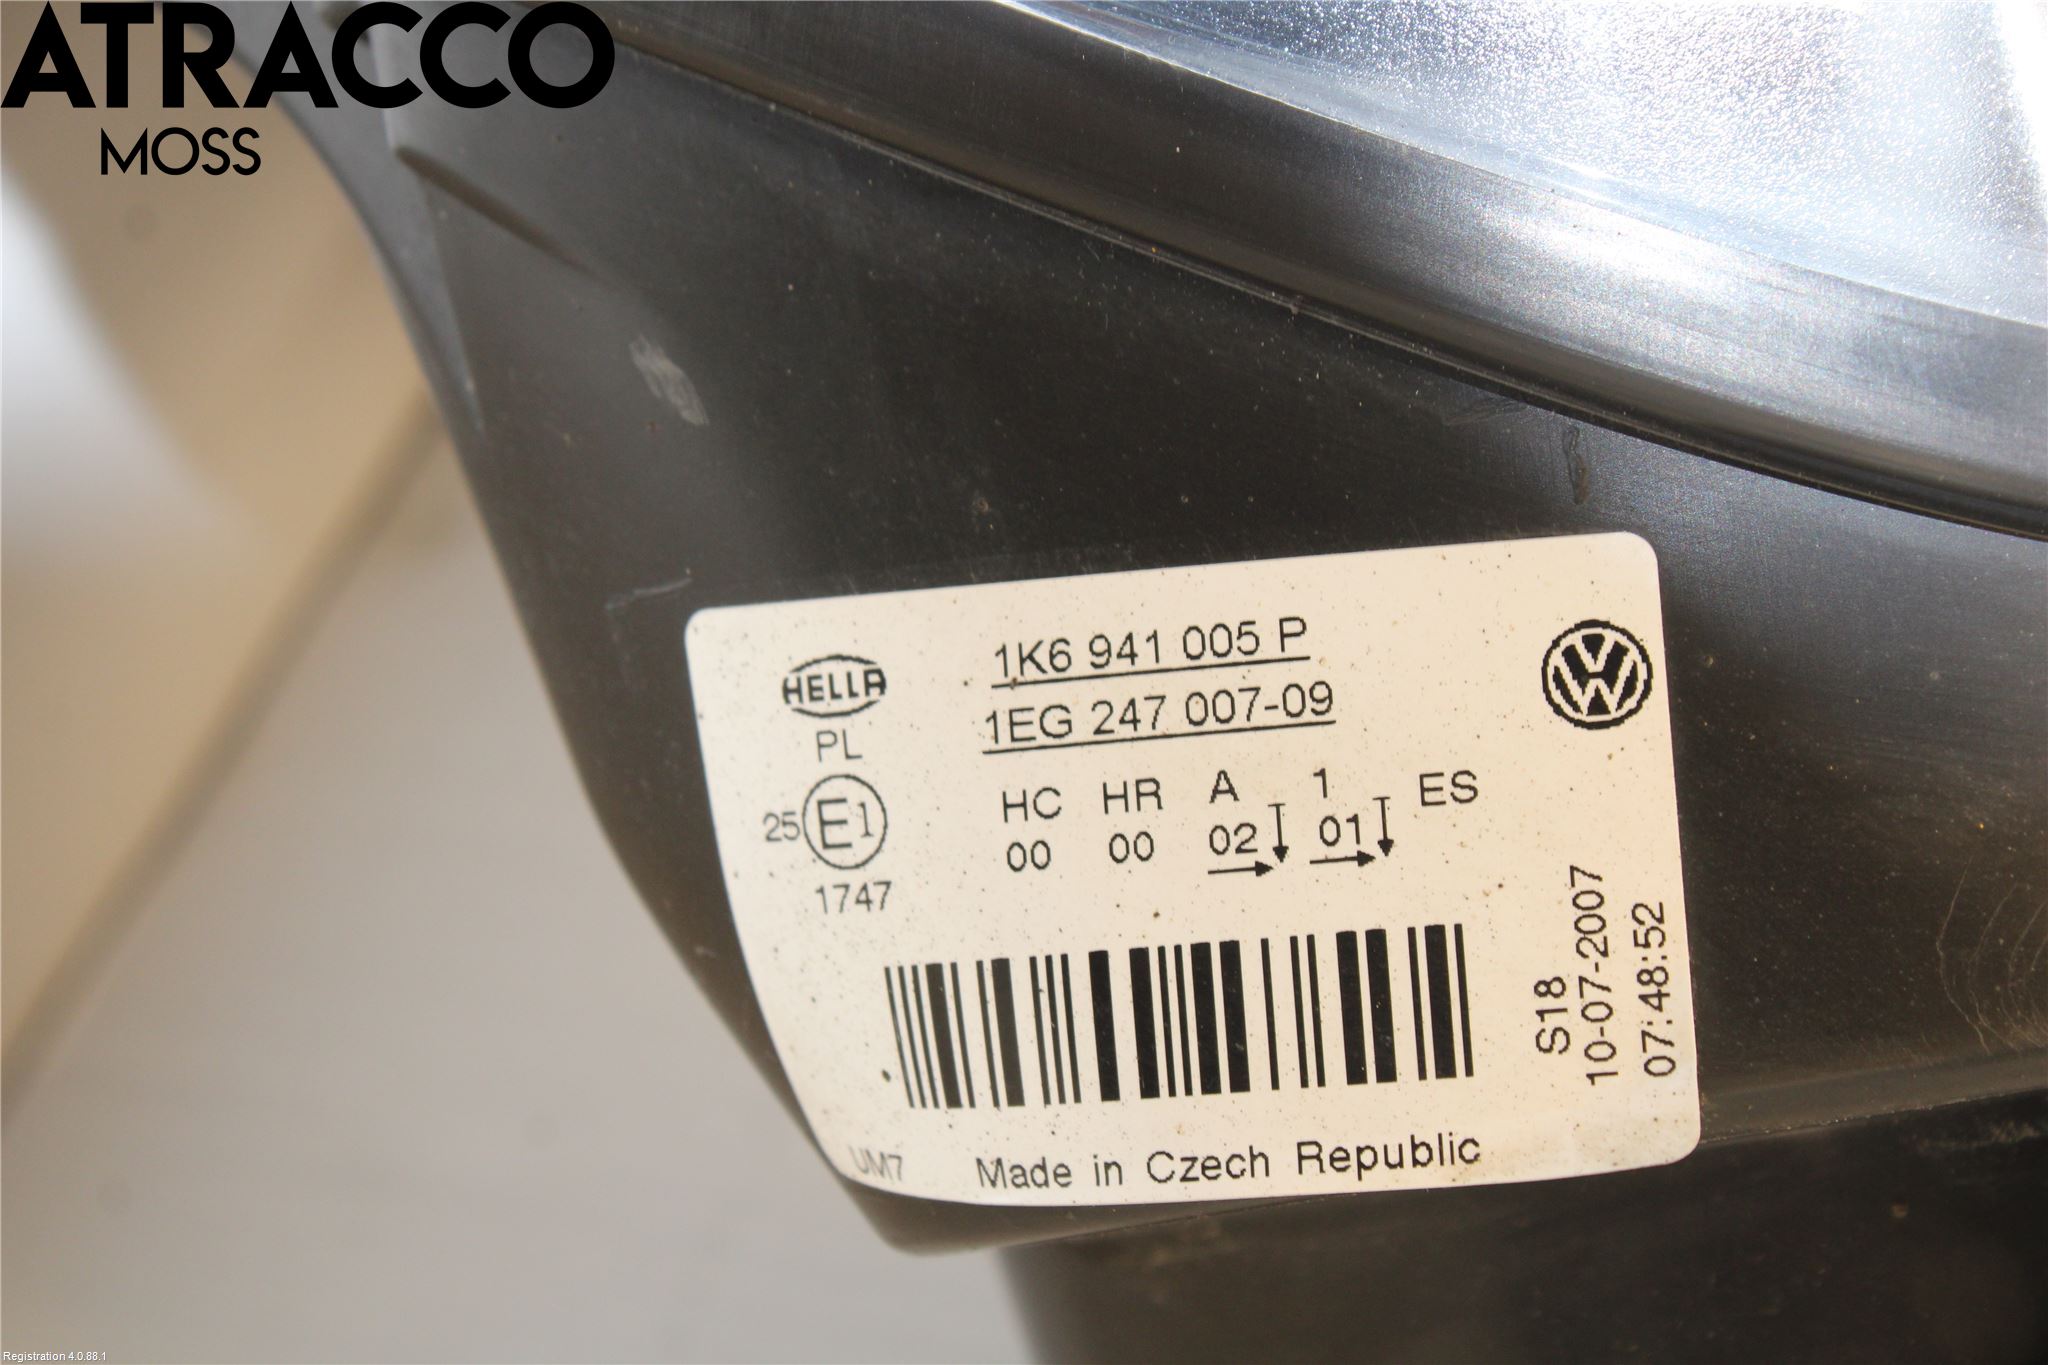 ATRACCO
MOSS
HELLA
1K6 941 005 P
1EG 247 007-09
PL
25 E1
1747
HC HR A 1 ES
00 00 02 01
S18
10-07-2007
07:48:52
UM7
Made in Czech Republic
Registration 4.0.88.1